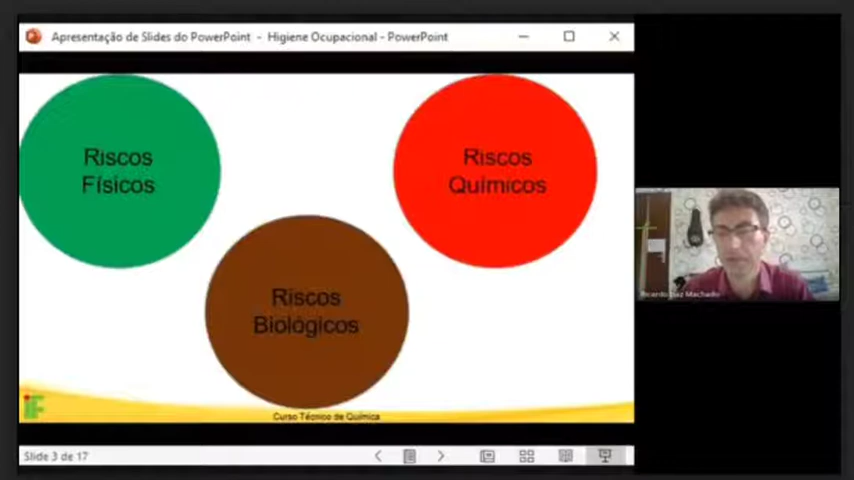 Apresentação de Slides do PowerPoint - Higiene Ocupacional - PowerPoint
Riscos
Físicos
Riscos
Químicos
Riscos
Biológicos
Curso Técnico de Química
Slide 3 de 17